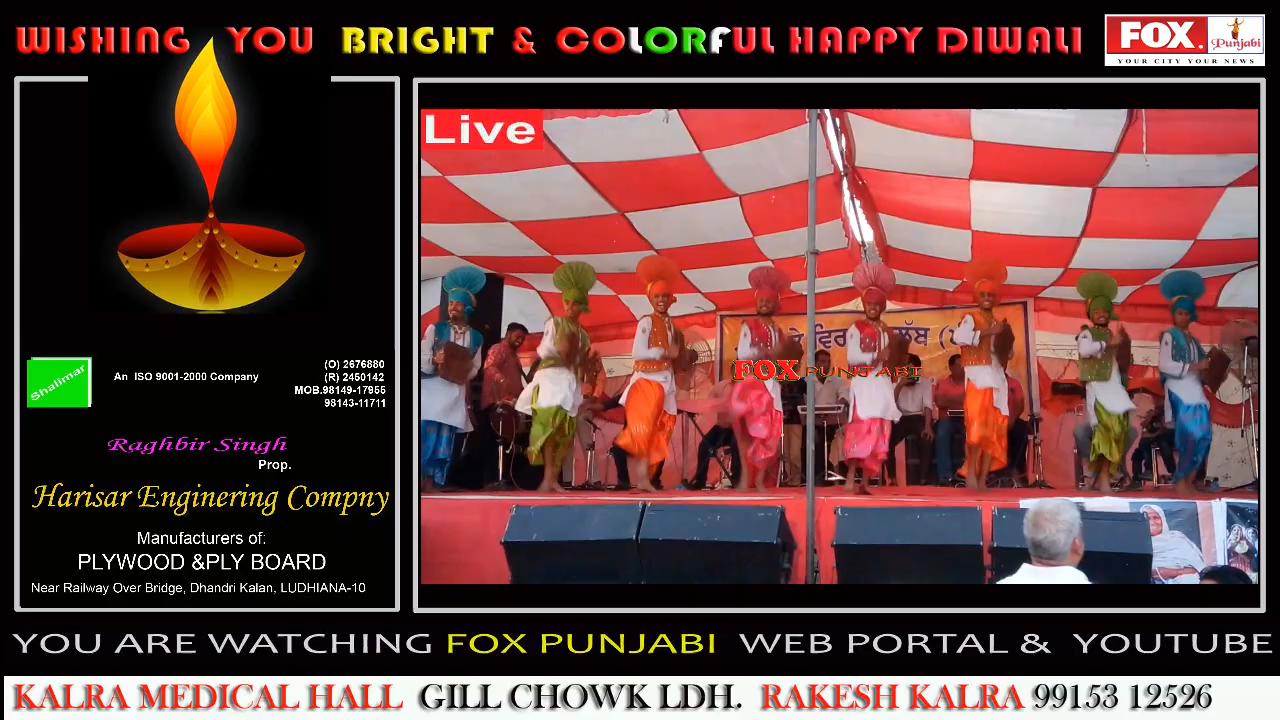 WISHING YOU BRIGHT & COLORFUL HAPPY DIWALI
FOX. Punjabi
YOUR CITY YOUR NEWS
Live
Shalimar
An ISO 9001-2000 Company
(O) 2676880
(R) 2450142
MOB.98149-17955
98143-11711
Raghbir Singh
Prop.
Harisar Enginering Compny
Manufacturers of:
PLYWOOD &PLY BOARD
Near Railway Over Bridge, Dhandri Kalan, LUDHIANA-10
FOX PUNJABI
YOU ARE WATCHING FOX PUNJABI WEB PORTAL & YOUTUBE
KALRA MEDICAL HALL GILL CHOWK LDH. RAKESH KALRA 99153 12526